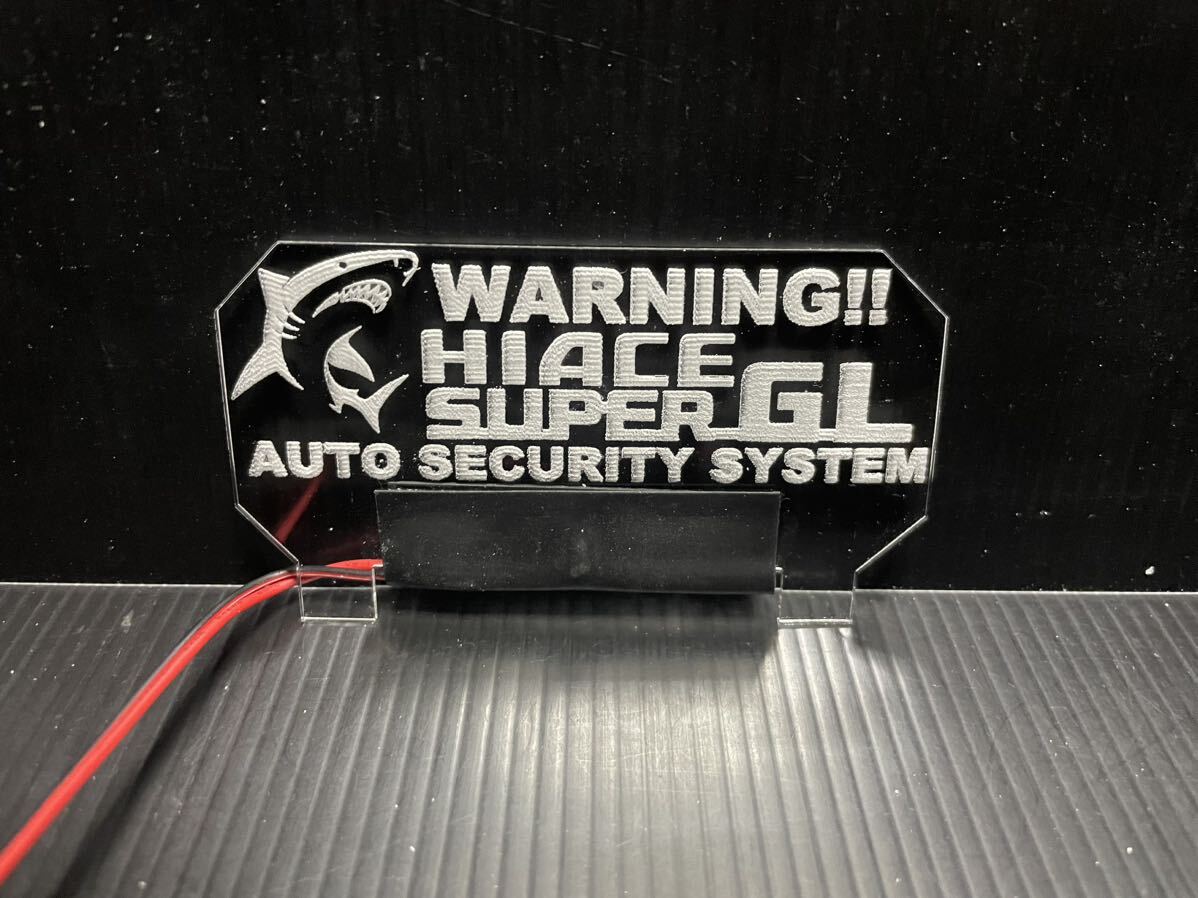 WARNING!!
HIACE
SUPER GL
AUTO SECURITY SYSTEM